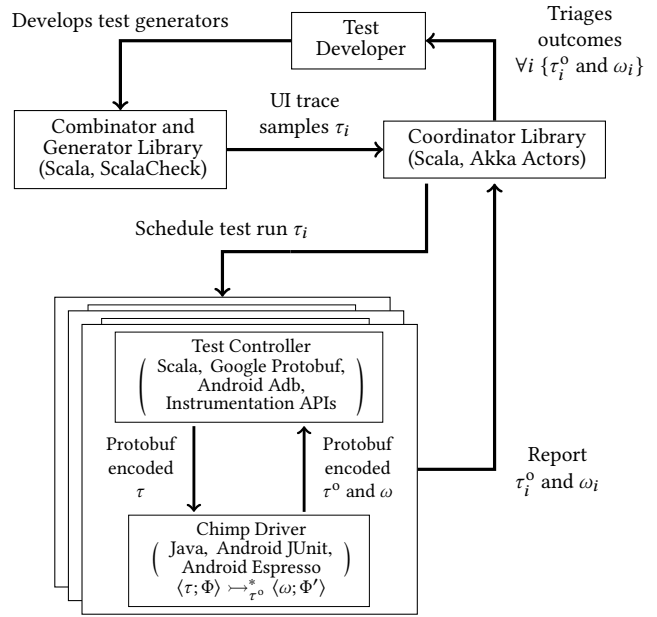 Develops test generators
Test
Developer
Triages
outcomes
∀i {τᵢᵒ and ωᵢ}
UI trace
samples τᵢ
Combinator and
Generator Library
(Scala, ScalaCheck)
Coordinator Library
(Scala, Akka Actors)
Schedule test run τᵢ
Test Controller
( Scala, Google Protobuf,
Android Adb,
Instrumentation APIs )
Protobuf
encoded
τ
Protobuf
encoded
τᵒ and ω
Report
τᵢᵒ and ωᵢ
Chimp Driver
( Java, Android JUnit,
Android Espresso )
⟨τ; Φ⟩ ↣*_τᵒ ⟨ω; Φ′⟩